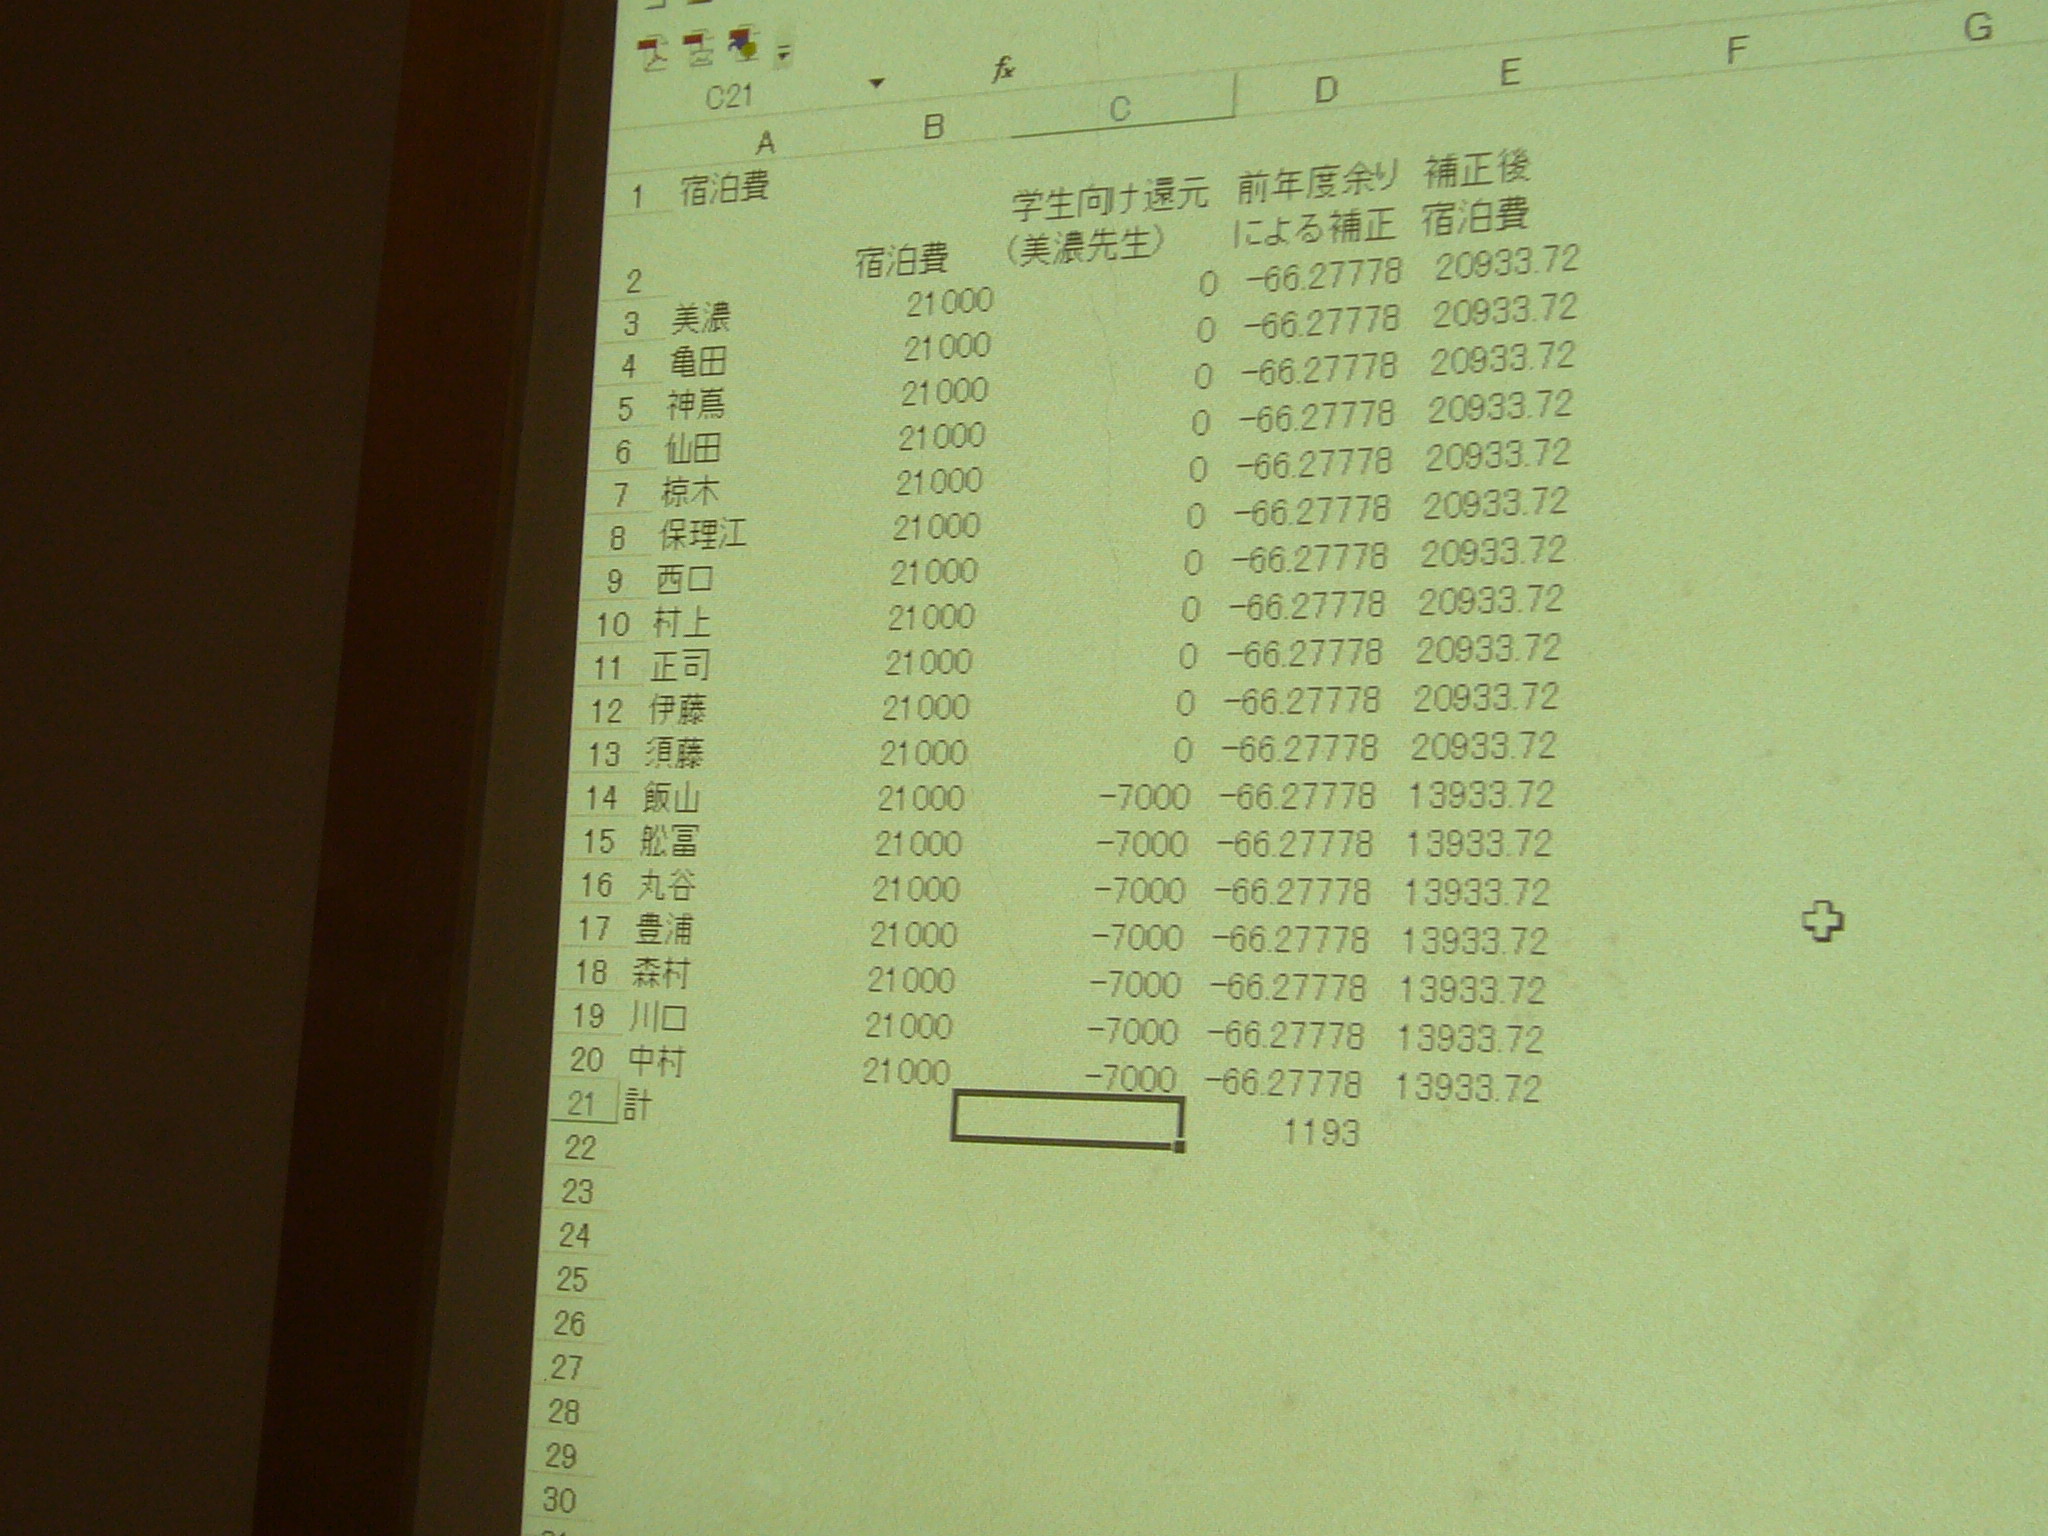 C21 fx
A B C D E F G
1 宿泊費
2 宿泊費 学生向け還元(美濃先生) 前年度余りによる補正 補正後宿泊費
3 美濃 21000 0 -66.27778 20933.72
4 亀田 21000 0 -66.27778 20933.72
5 神嶌 21000 0 -66.27778 20933.72
6 仙田 21000 0 -66.27778 20933.72
7 椋木 21000 0 -66.27778 20933.72
8 保理江 21000 0 -66.27778 20933.72
9 西口 21000 0 -66.27778 20933.72
10 村上 21000 0 -66.27778 20933.72
11 正司 21000 0 -66.27778 20933.72
12 伊藤 21000 0 -66.27778 20933.72
13 須藤 21000 0 -66.27778 20933.72
14 飯山 21000 -7000 -66.27778 13933.72
15 舩冨 21000 -7000 -66.27778 13933.72
16 丸谷 21000 -7000 -66.27778 13933.72
17 豊浦 21000 -7000 -66.27778 13933.72
18 森村 21000 -7000 -66.27778 13933.72
19 川口 21000 -7000 -66.27778 13933.72
20 中村 21000 -7000 -66.27778 13933.72
21 計 1193
22
23
24
25
26
27
28
29
30